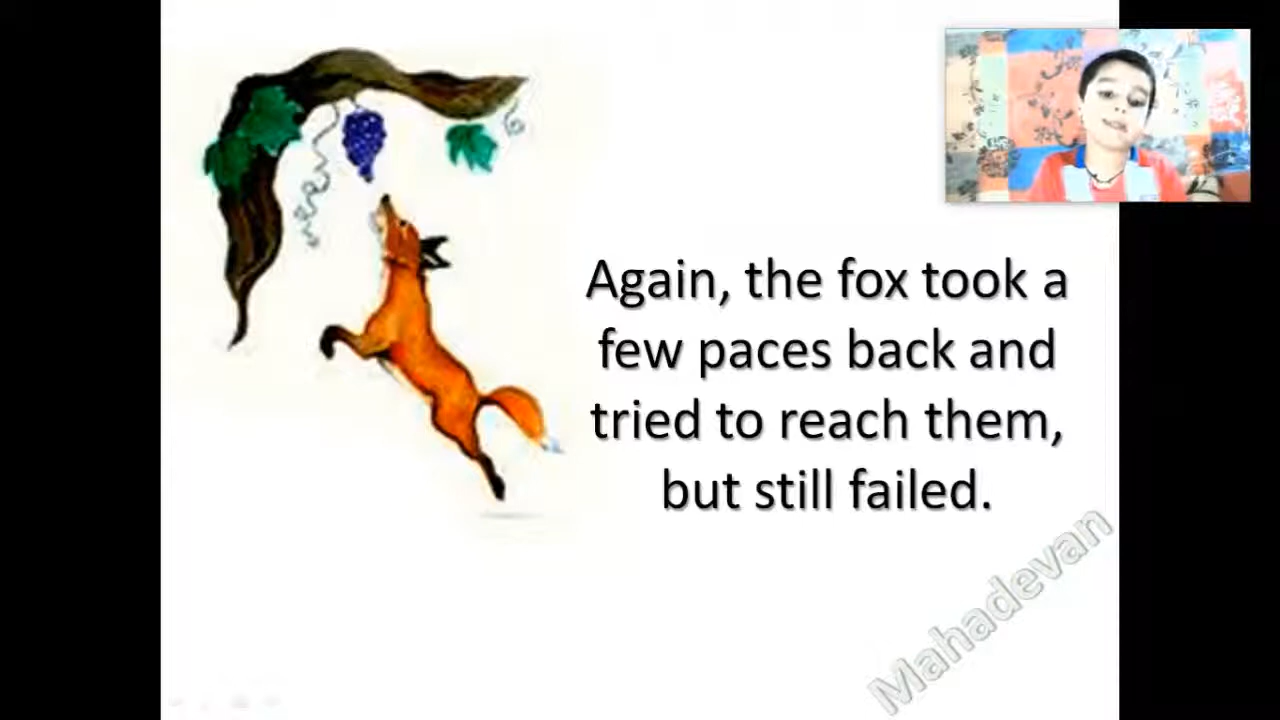 Again, the fox took a
few paces back and
tried to reach them,
but still failed.
Mahadevan